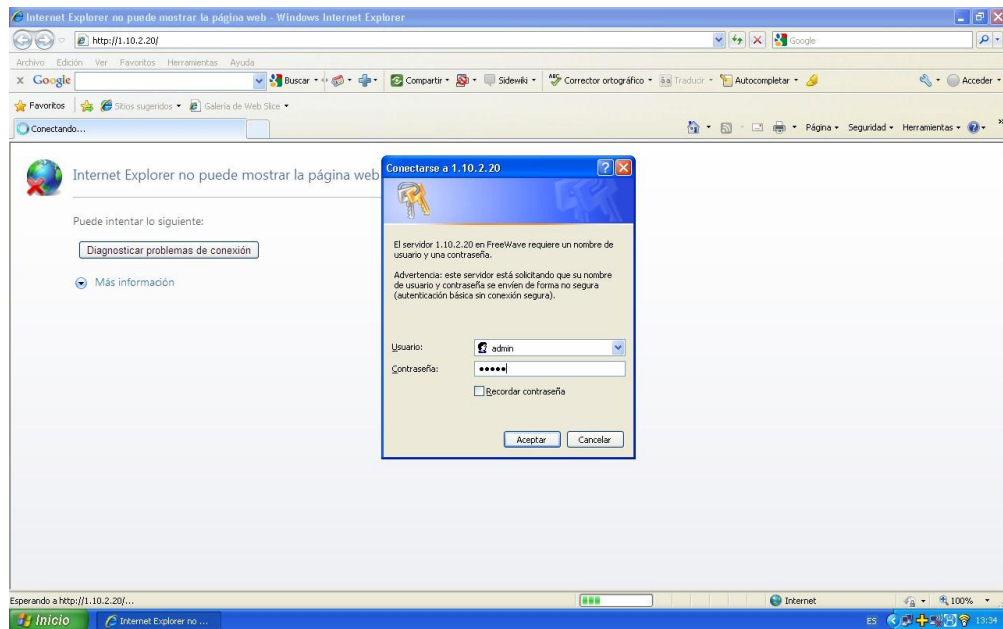 Internet Explorer no puede mostrar la página web - Windows Internet Explorer
http://1.10.2.20/
Google
Archivo Edición Ver Favoritos Herramientas Ayuda
x Google Buscar Compartir Sidewiki Corrector ortográfico Traducir Autocompletar Acceder
Favoritos Sitios sugeridos Galería de Web Slice
Conectando... Página Seguridad Herramientas
Internet Explorer no puede mostrar la página web
Puede intentar lo siguiente:
Diagnosticar problemas de conexión
Más información
Conectarse a 1.10.2.20
El servidor 1.10.2.20 en FreeWave requiere un nombre de
usuario y una contraseña.
Advertencia: este servidor está solicitando que su nombre
de usuario y contraseña se envíen de forma no segura
(autenticación básica sin conexión segura).
Usuario: admin
Contraseña: •••••
Recordar contraseña
Aceptar Cancelar
Esperando a http://1.10.2.20/... Internet 100%
Inicio Internet Explorer no ... ES 13:34